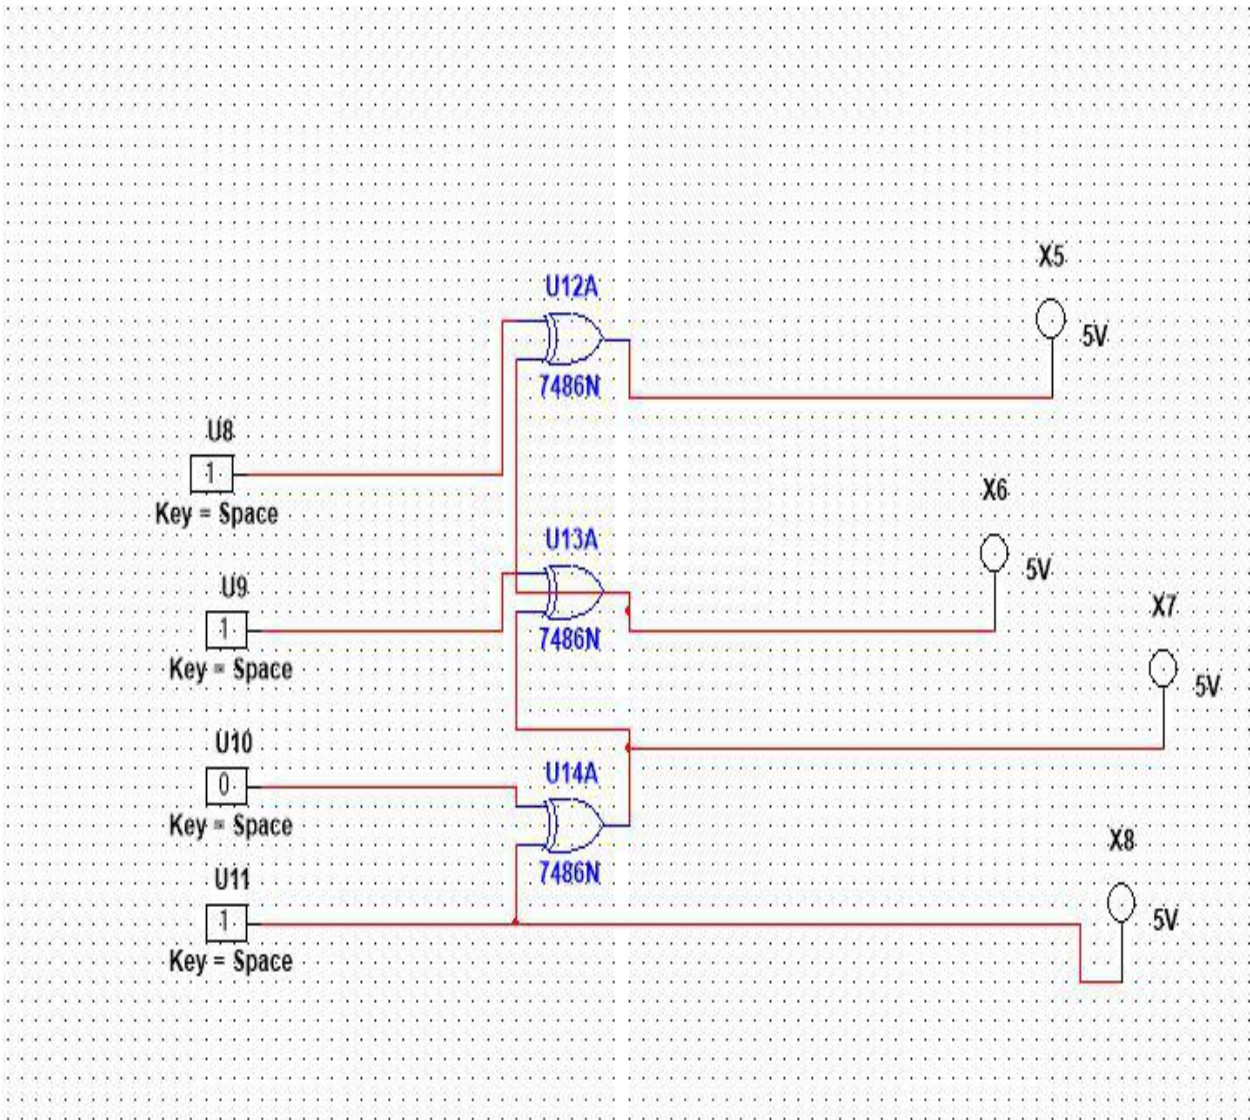 X5
U12A
5V
7486N
U8
1
Key = Space
X6
U13A
5V
U9
X7
1
7486N
Key = Space
5V
U10
U14A
0
Key = Space
X8
7486N
U11
1
5V
Key = Space